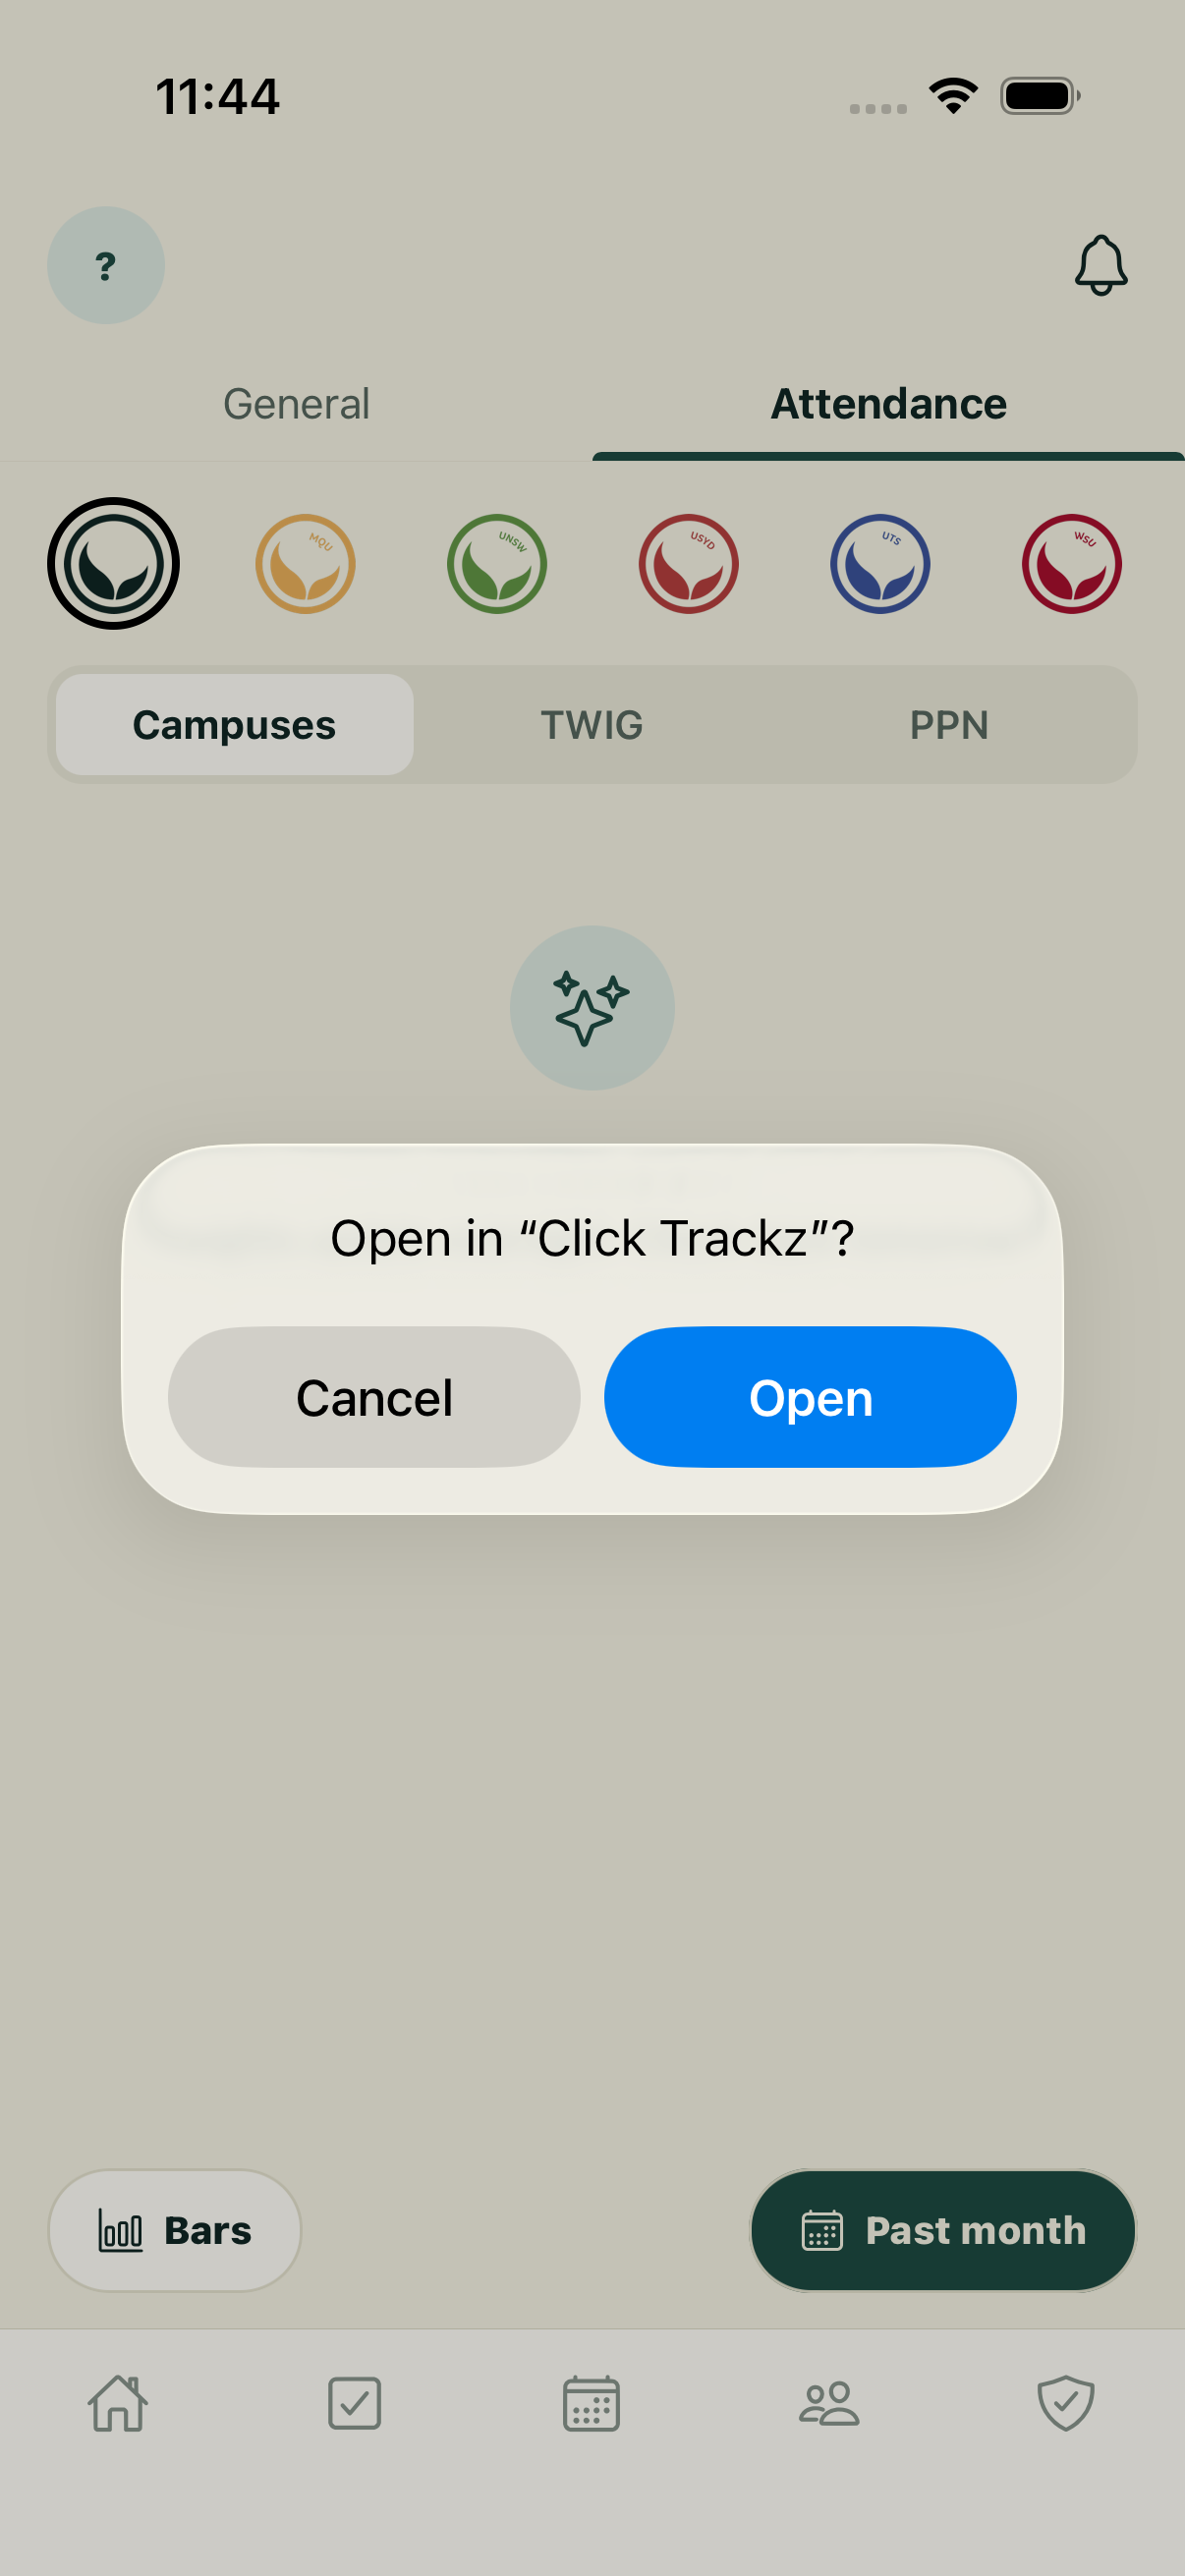 11:44
?
General
Attendance
MQU
UNSW
USYD
UTS
WSU
Campuses
TWIG
PPN
Open in “Click Trackz”?
Cancel
Open
Bars
Past month